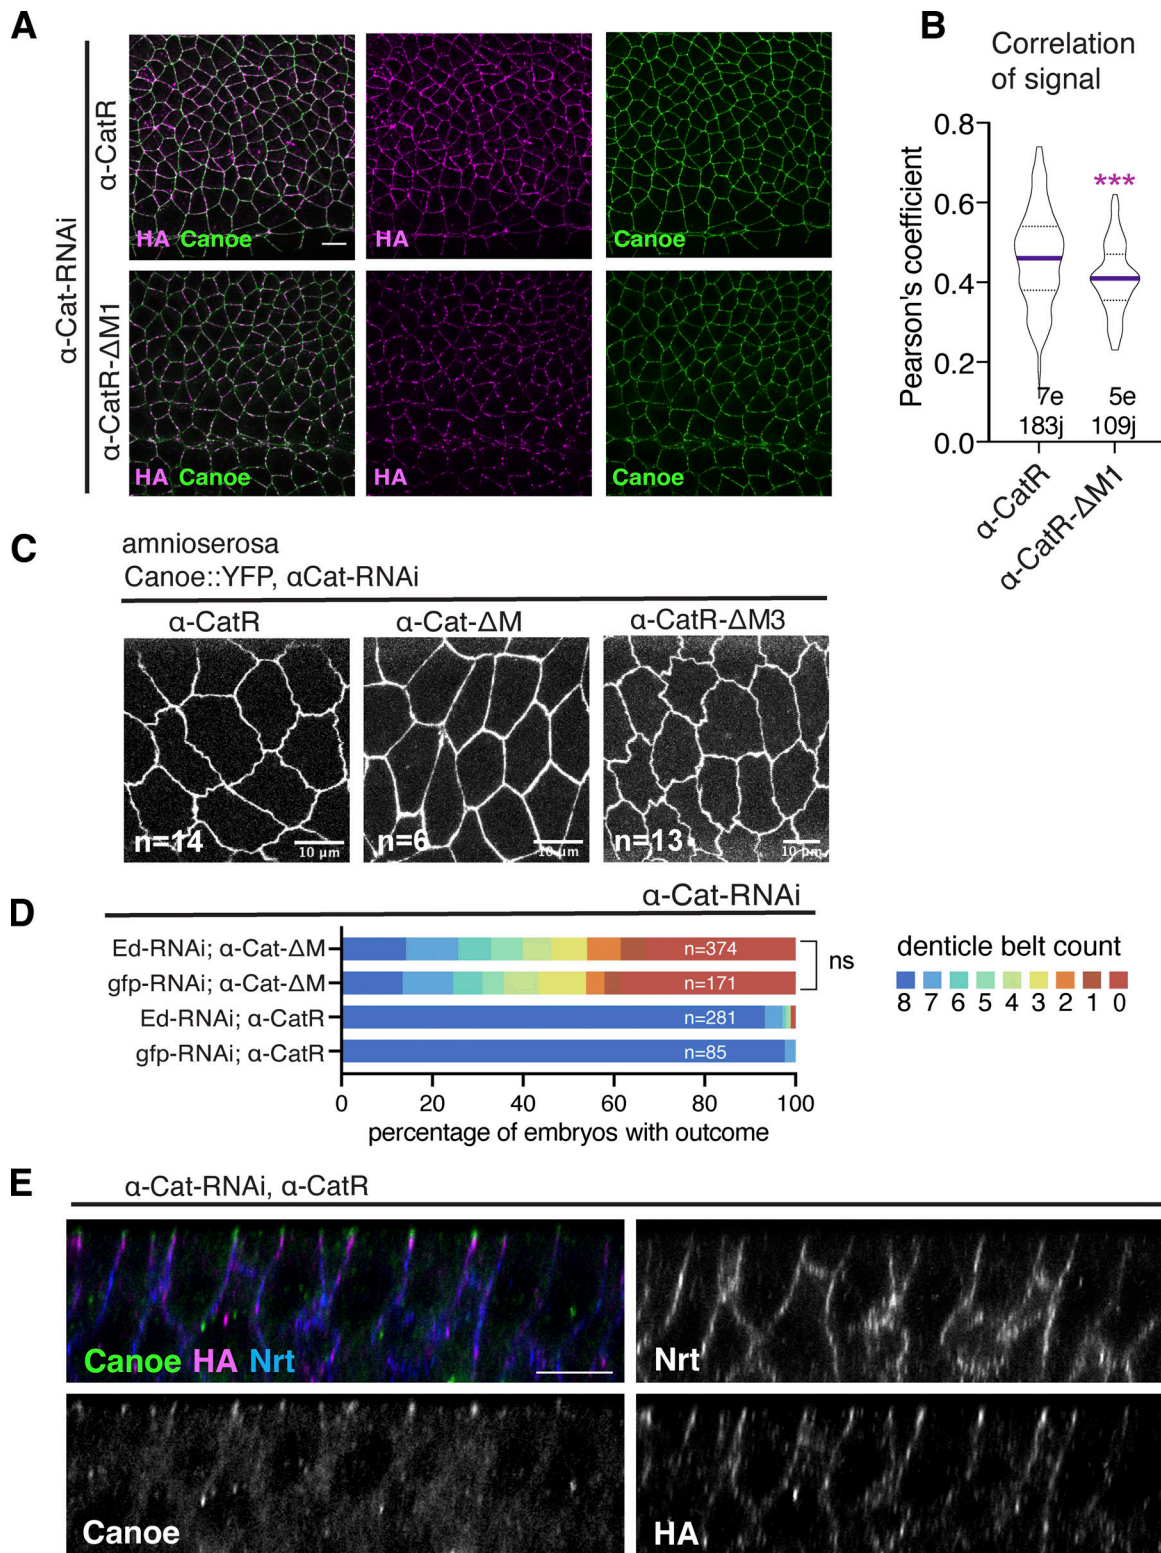 A
α-Cat-RNAi
α-CatR
HA Canoe
HA
Canoe
α-CatR-ΔM1
HA Canoe
HA
Canoe
B
Correlation
of signal
Pearson's coefficient
0.8
0.6
0.4
0.2
0.0
***
7e
183j
5e
109j
α-CatR
α-CatR-ΔM1
C
amnioserosa
Canoe::YFP, αCat-RNAi
α-CatR
α-Cat-ΔM
α-CatR-ΔM3
n=14
10 µm
n=6
10 µm
n=13
10 µm
D
α-Cat-RNAi
Ed-RNAi; α-Cat-ΔM
n=374
gfp-RNAi; α-Cat-ΔM
n=171
ns
Ed-RNAi; α-CatR
n=281
gfp-RNAi; α-CatR
n=85
0 20 40 60 80 100
percentage of embryos with outcome
denticle belt count
8 7 6 5 4 3 2 1 0
E
α-Cat-RNAi, α-CatR
Canoe HA Nrt
Nrt
Canoe
HA